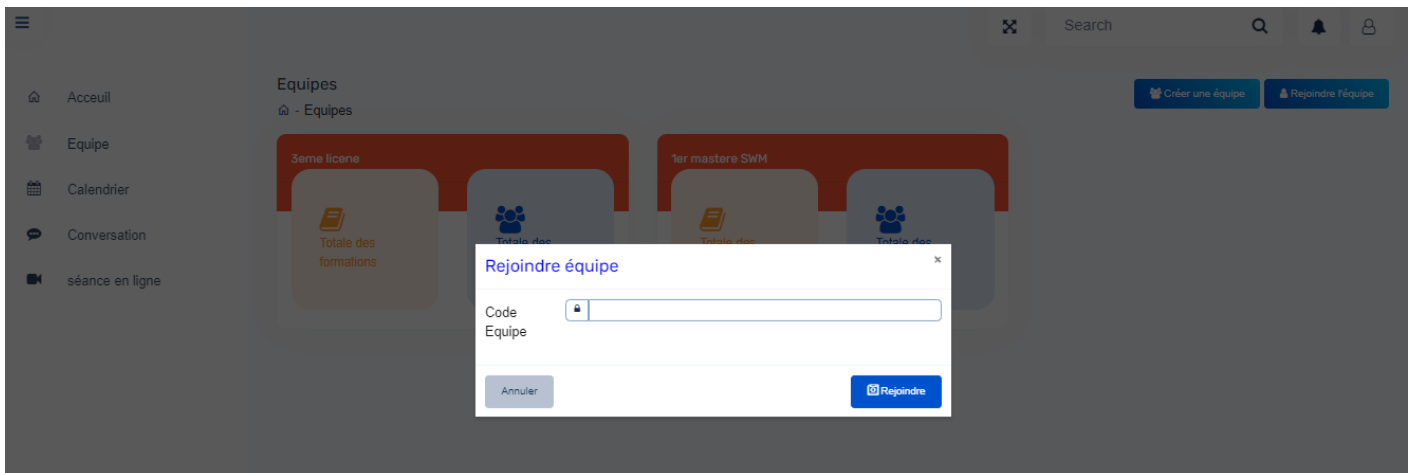 Search
Acceuil
Equipe
Calendrier
Conversation
séance en ligne
Equipes
- Equipes
Créer une équipe
Rejoindre l'équipe
3eme licene
Totale des
formations
Totale des
1er mastere SWM
Totale des
Totale des
Rejoindre équipe
×
Code
Equipe
Annuler
Rejoindre